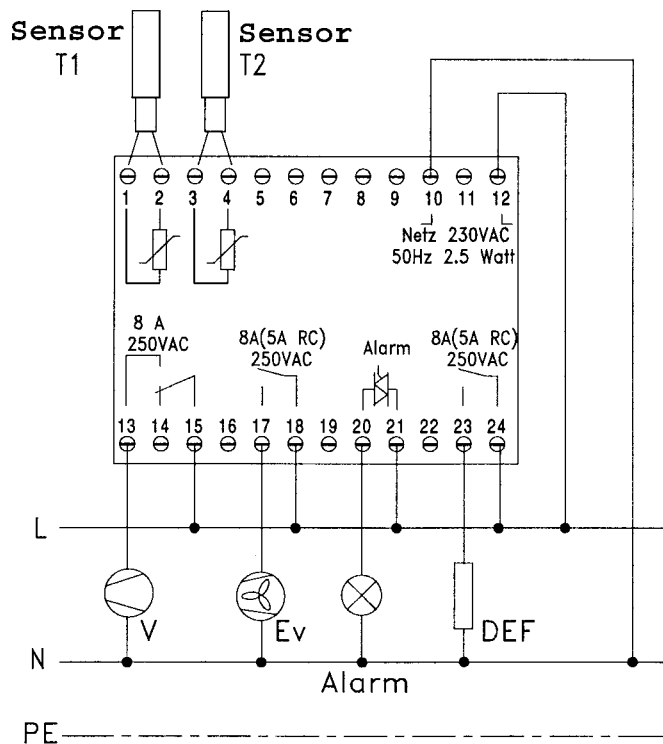 Sensor Sensor
T1 T2
1 2 3 4 5 6 7 8 9 10 11 12
Netz 230VAC
50Hz 2.5 Watt
8 A
250VAC
8A(5A RC)
250VAC
Alarm
8A(5A RC)
250VAC
13 14 15 16 17 18 19 20 21 22 23 24
L
V Ev DEF
N
Alarm
PE